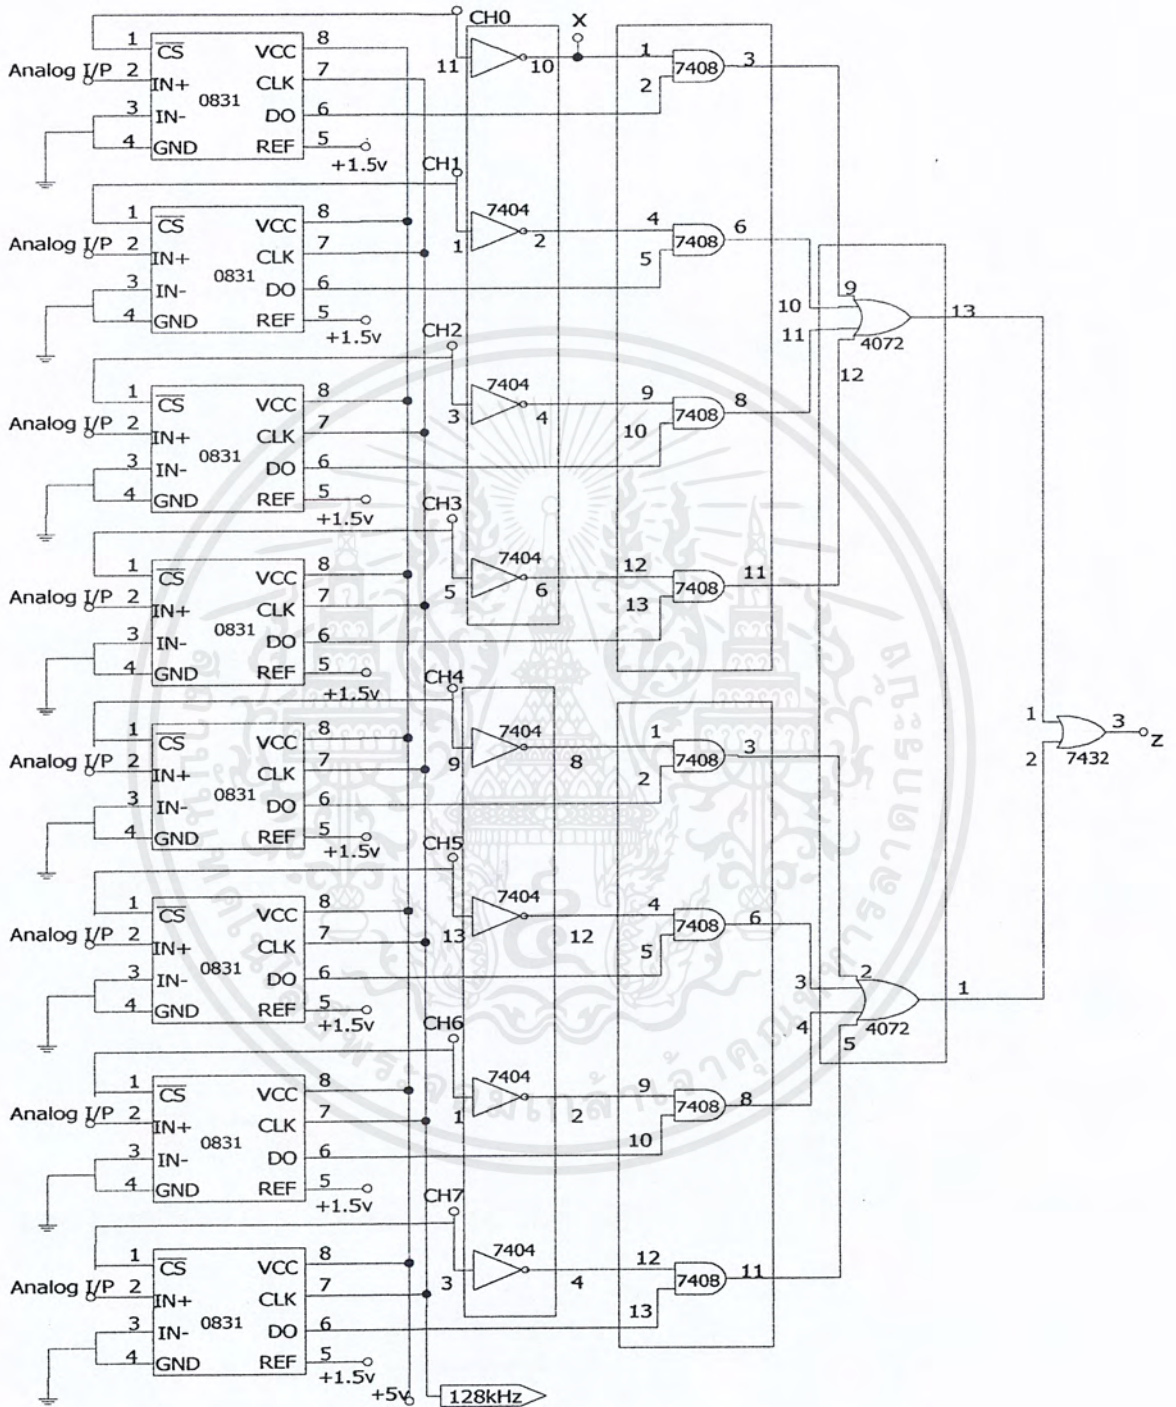 CH0
X
1 CS VCC 8
11 10 1 7408 3
Analog I/P 2 IN+ CLK 7
2
0831
3 IN- DO 6
4 GND REF 5
+1.5v
CH1
1 CS VCC 8
7404
1 2 4 7408 6
Analog I/P 2 IN+ CLK 7
5
0831
3 IN- DO 6
4 GND REF 5
+1.5v
9
10
11
4072
13
12
CH2
1 CS VCC 8
7404
3 4 9 7408 8
Analog I/P 2 IN+ CLK 7
10
0831
3 IN- DO 6
4 GND REF 5
+1.5v
CH3
1 CS VCC 8
7404
5 6 12 7408 11
Analog I/P 2 IN+ CLK 7
13
0831
3 IN- DO 6
4 GND REF 5
+1.5v
CH4
1 CS VCC 8
7404
9 8 1 7408 3
Analog I/P 2 IN+ CLK 7
2
0831
3 IN- DO 6
4 GND REF 5
+1.5v
1
2
7432
3
Z
CH5
1 CS VCC 8
7404
13 12 4 7408 6
Analog I/P 2 IN+ CLK 7
5
0831
3 IN- DO 6
4 GND REF 5
+1.5v
2
3
4
5
4072
1
CH6
1 CS VCC 8
7404
1 2 9 7408 8
Analog I/P 2 IN+ CLK 7
10
0831
3 IN- DO 6
4 GND REF 5
+1.5v
CH7
1 CS VCC 8
7404
3 4 12 7408 11
Analog I/P 2 IN+ CLK 7
13
0831
3 IN- DO 6
4 GND REF 5
+1.5v
+5v
128kHz